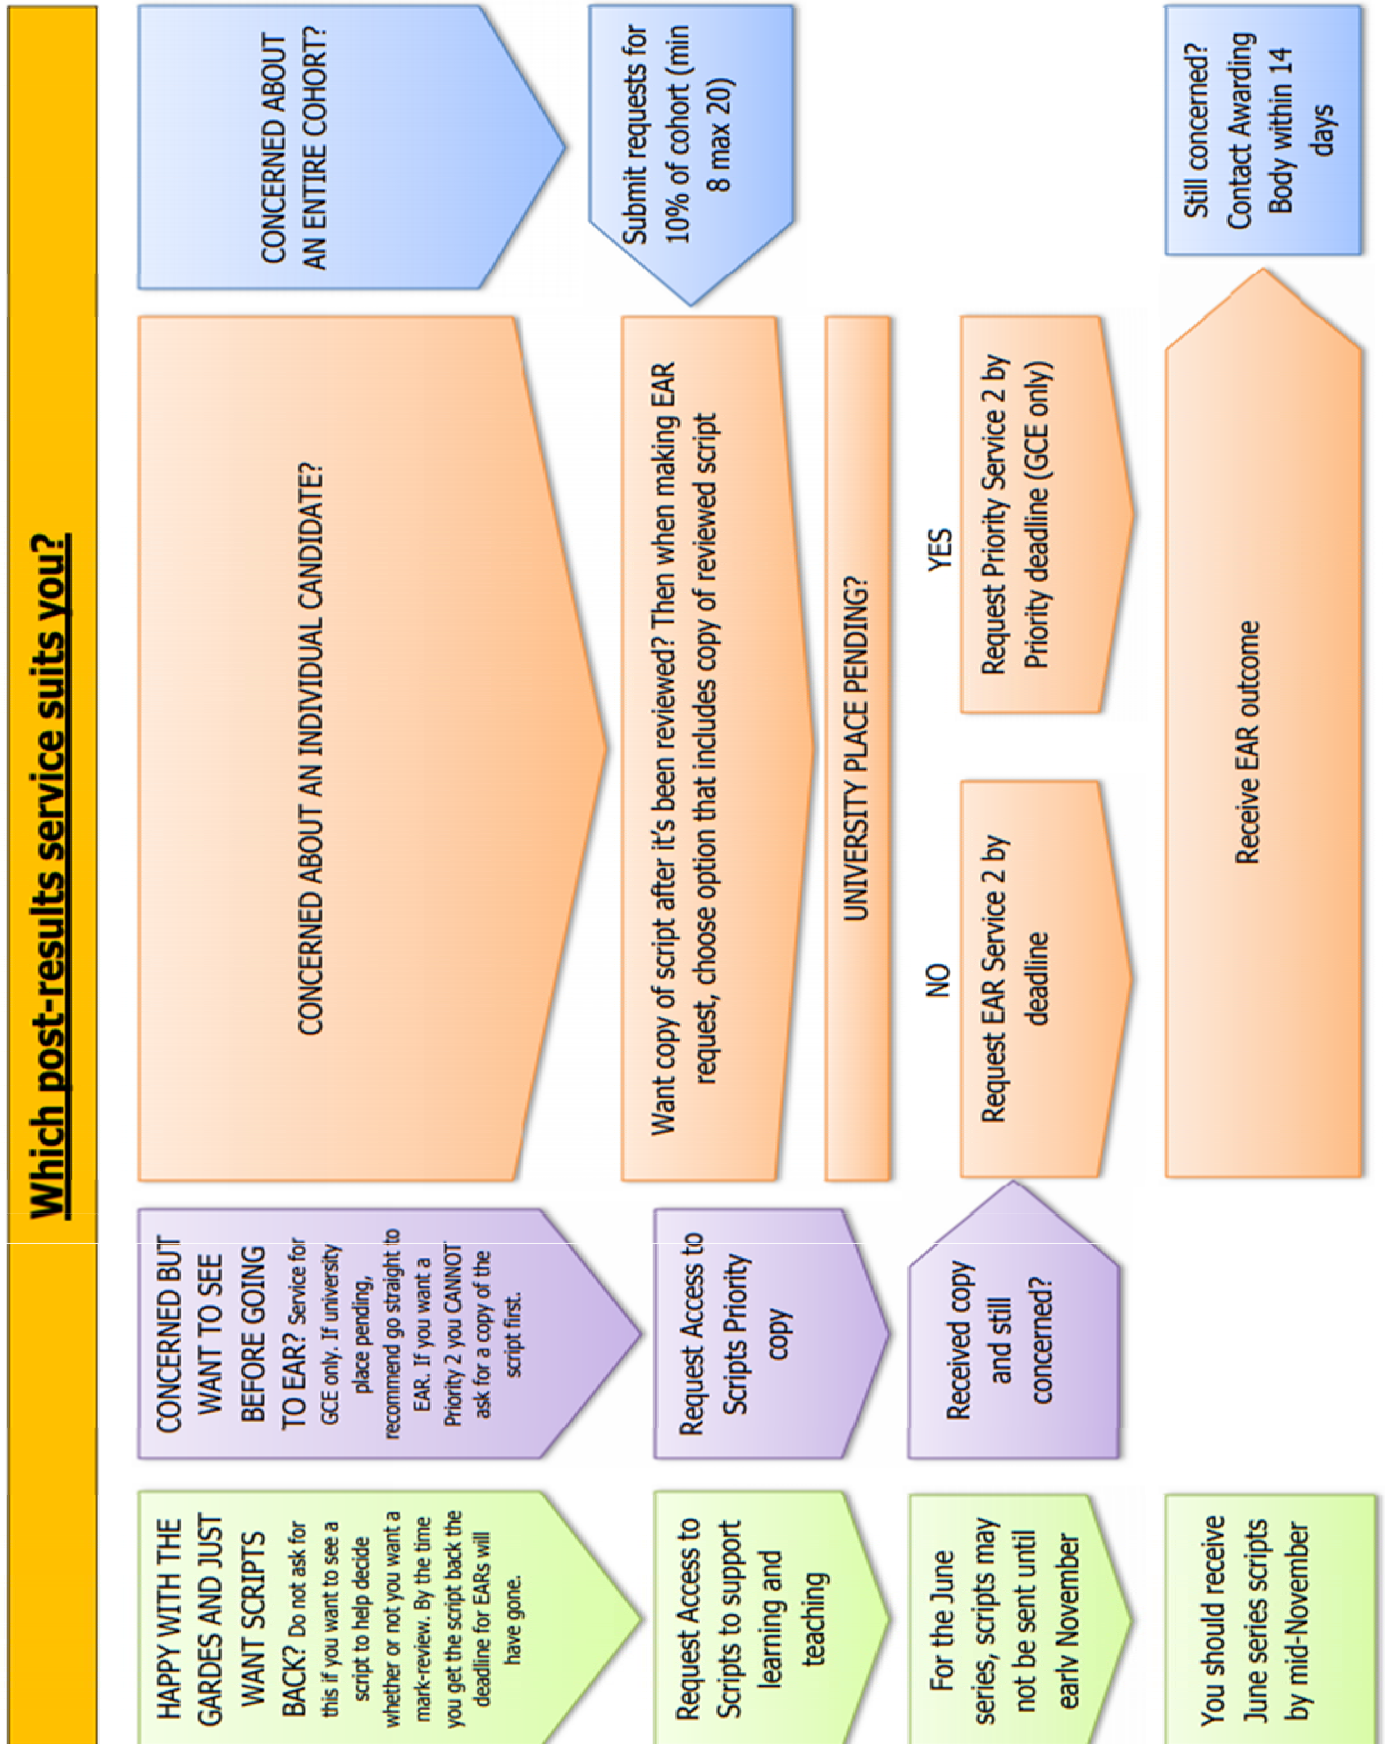 Which post-results service suits you?
HAPPY WITH THE
GARDES AND JUST
WANT SCRIPTS
BACK? Do not ask for
this if you want to see a
script to help decide
whether or not you want a
mark-review. By the time
you get the script back the
deadline for EARs will
have gone.
Request Access to
Scripts to support
learning and
teaching
For the June
series, scripts may
not be sent until
early November
You should receive
June series scripts
by mid-November
CONCERNED BUT
WANT TO SEE
BEFORE GOING
TO EAR? Service for
GCE only. If university
place pending,
recommend go straight to
EAR. If you want a
Priority 2 you CANNOT
ask for a copy of the
script first.
Request Access to
Scripts Priority
copy
Received copy
and still
concerned?
CONCERNED ABOUT AN INDIVIDUAL CANDIDATE?
Want copy of script after it's been reviewed? Then when making EAR
request, choose option that includes copy of reviewed script
UNIVERSITY PLACE PENDING?
NO
Request EAR Service 2 by
deadline
YES
Request Priority Service 2 by
Priority deadline (GCE only)
Receive EAR outcome
CONCERNED ABOUT
AN ENTIRE COHORT?
Submit requests for
10% of cohort (min
8 max 20)
Still concerned?
Contact Awarding
Body within 14
days